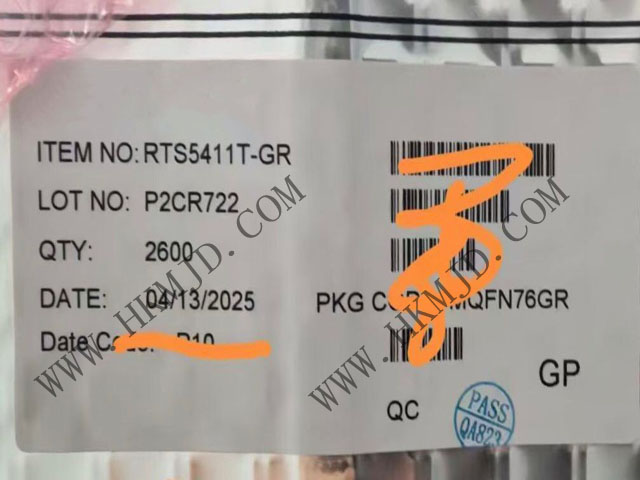 ITEM NO: RTS5411T-GR
LOT NO: P2CR722
QTY: 2600
DATE: 04/13/2025
PKG MQFN76GR
Date
GP
QC
PASS
QA823
WWW.HKMJD.COM
WWW.HKMJD.COM